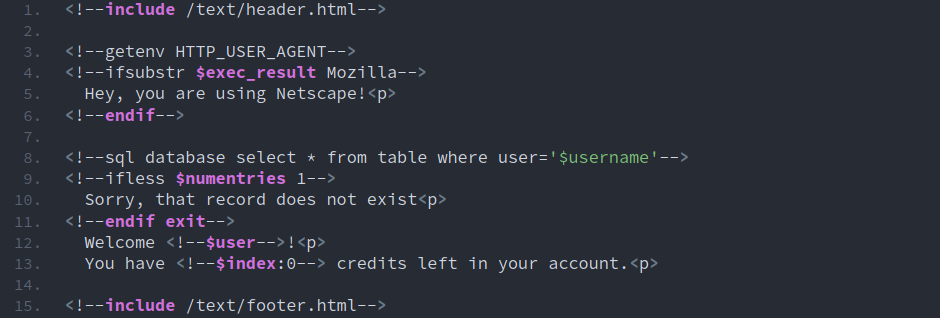 1. <!--include /text/header.html-->
2.
3. <!--getenv HTTP_USER_AGENT-->
4. <!--ifsubstr $exec_result Mozilla-->
5.   Hey, you are using Netscape!<p>
6. <!--endif-->
7.
8. <!--sql database select * from table where user='$username'-->
9. <!--ifless $numentries 1-->
10.   Sorry, that record does not exist<p>
11. <!--endif exit-->
12.   Welcome <!--$user-->!<p>
13.   You have <!--$index:0--> credits left in your account.<p>
14.
15. <!--include /text/footer.html-->